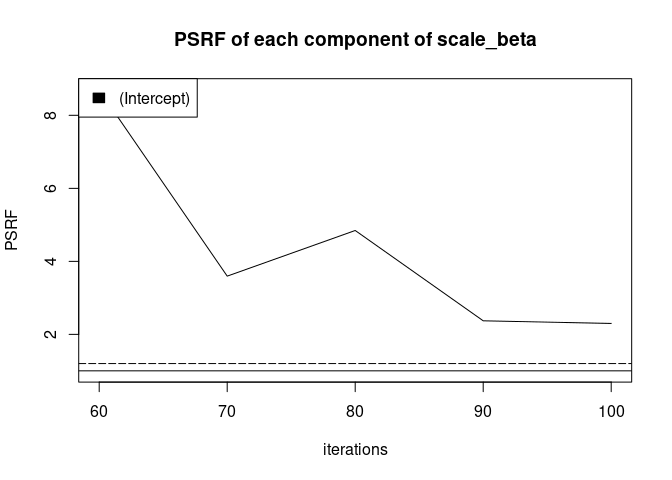 PSRF of each component of scale_beta
(Intercept)
PSRF
8
6
4
2
60 70 80 90 100
iterations